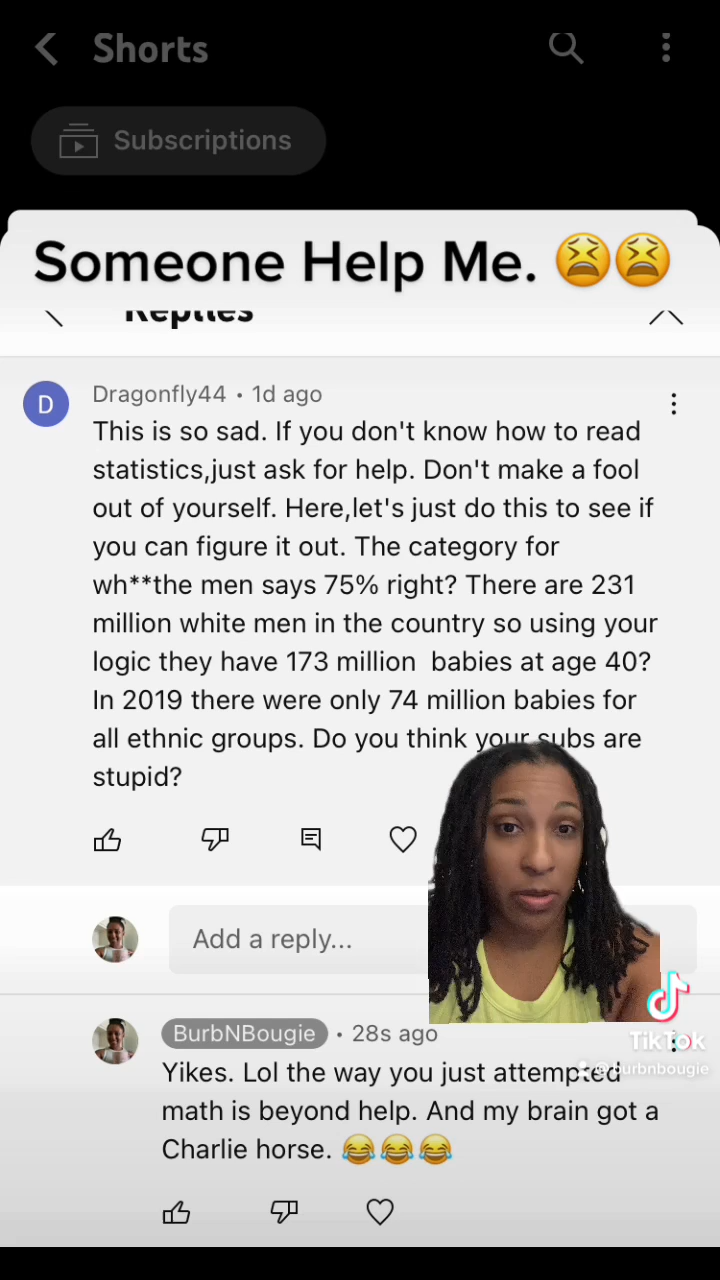 Shorts
Subscriptions
Someone Help Me. 😫😫
Replies
D
Dragonfly44 • 1d ago
This is so sad. If you don't know how to read
statistics,just ask for help. Don't make a fool
out of yourself. Here,let's just do this to see if
you can figure it out. The category for
wh**the men says 75% right? There are 231
million white men in the country so using your
logic they have 173 million babies at age 40?
In 2019 there were only 74 million babies for
all ethnic groups. Do you think your subs are
stupid?
Add a reply...
TikTok
@burbnbougie
BurbNBougie • 28s ago
Yikes. Lol the way you just attempted
math is beyond help. And my brain got a
Charlie horse. 😂😂😂